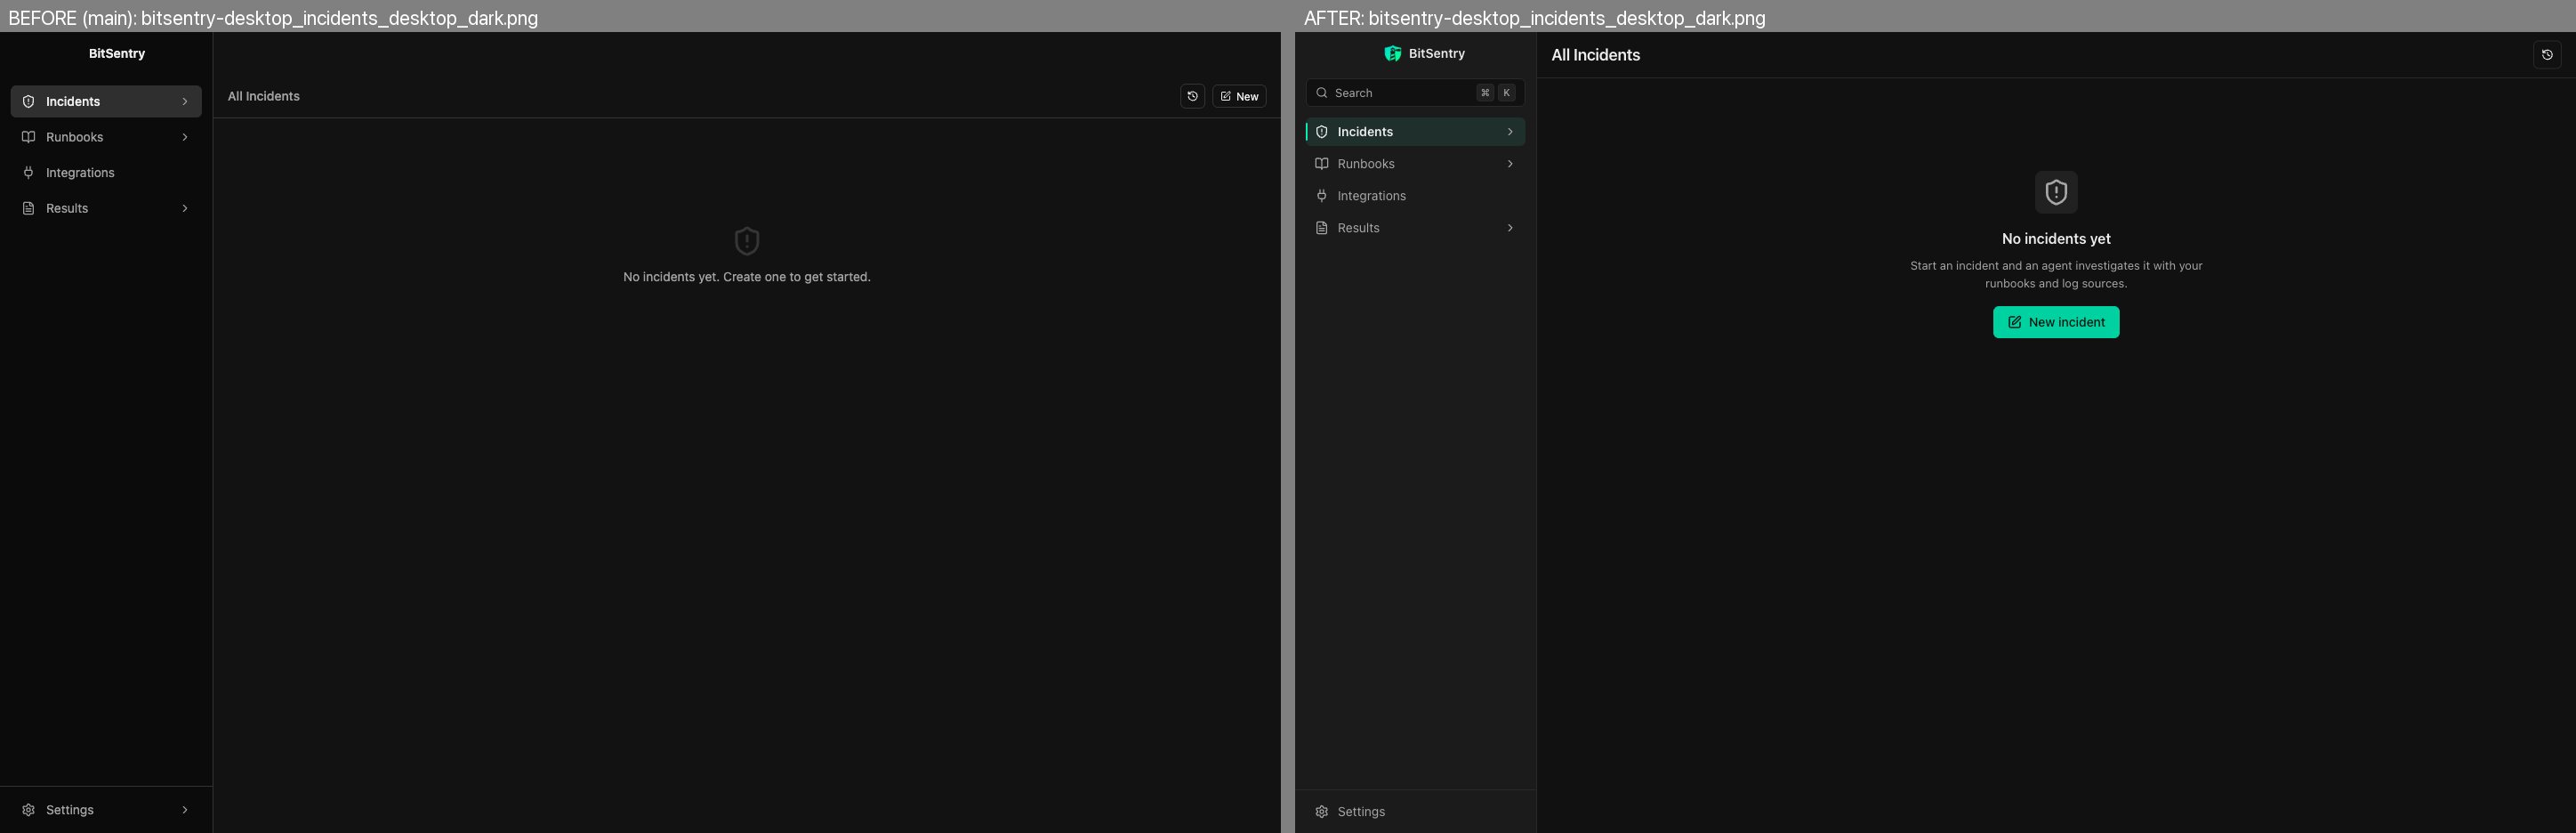 BEFORE (main): bitsentry-desktop_incidents_desktop_dark.png
BitSentry
Incidents
Runbooks
Integrations
Results
Settings
All Incidents
New
No incidents yet. Create one to get started.
AFTER: bitsentry-desktop_incidents_desktop_dark.png
BitSentry
Search ⌘ K
Incidents
Runbooks
Integrations
Results
Settings
All Incidents
No incidents yet
Start an incident and an agent investigates it with your
runbooks and log sources.
New incident